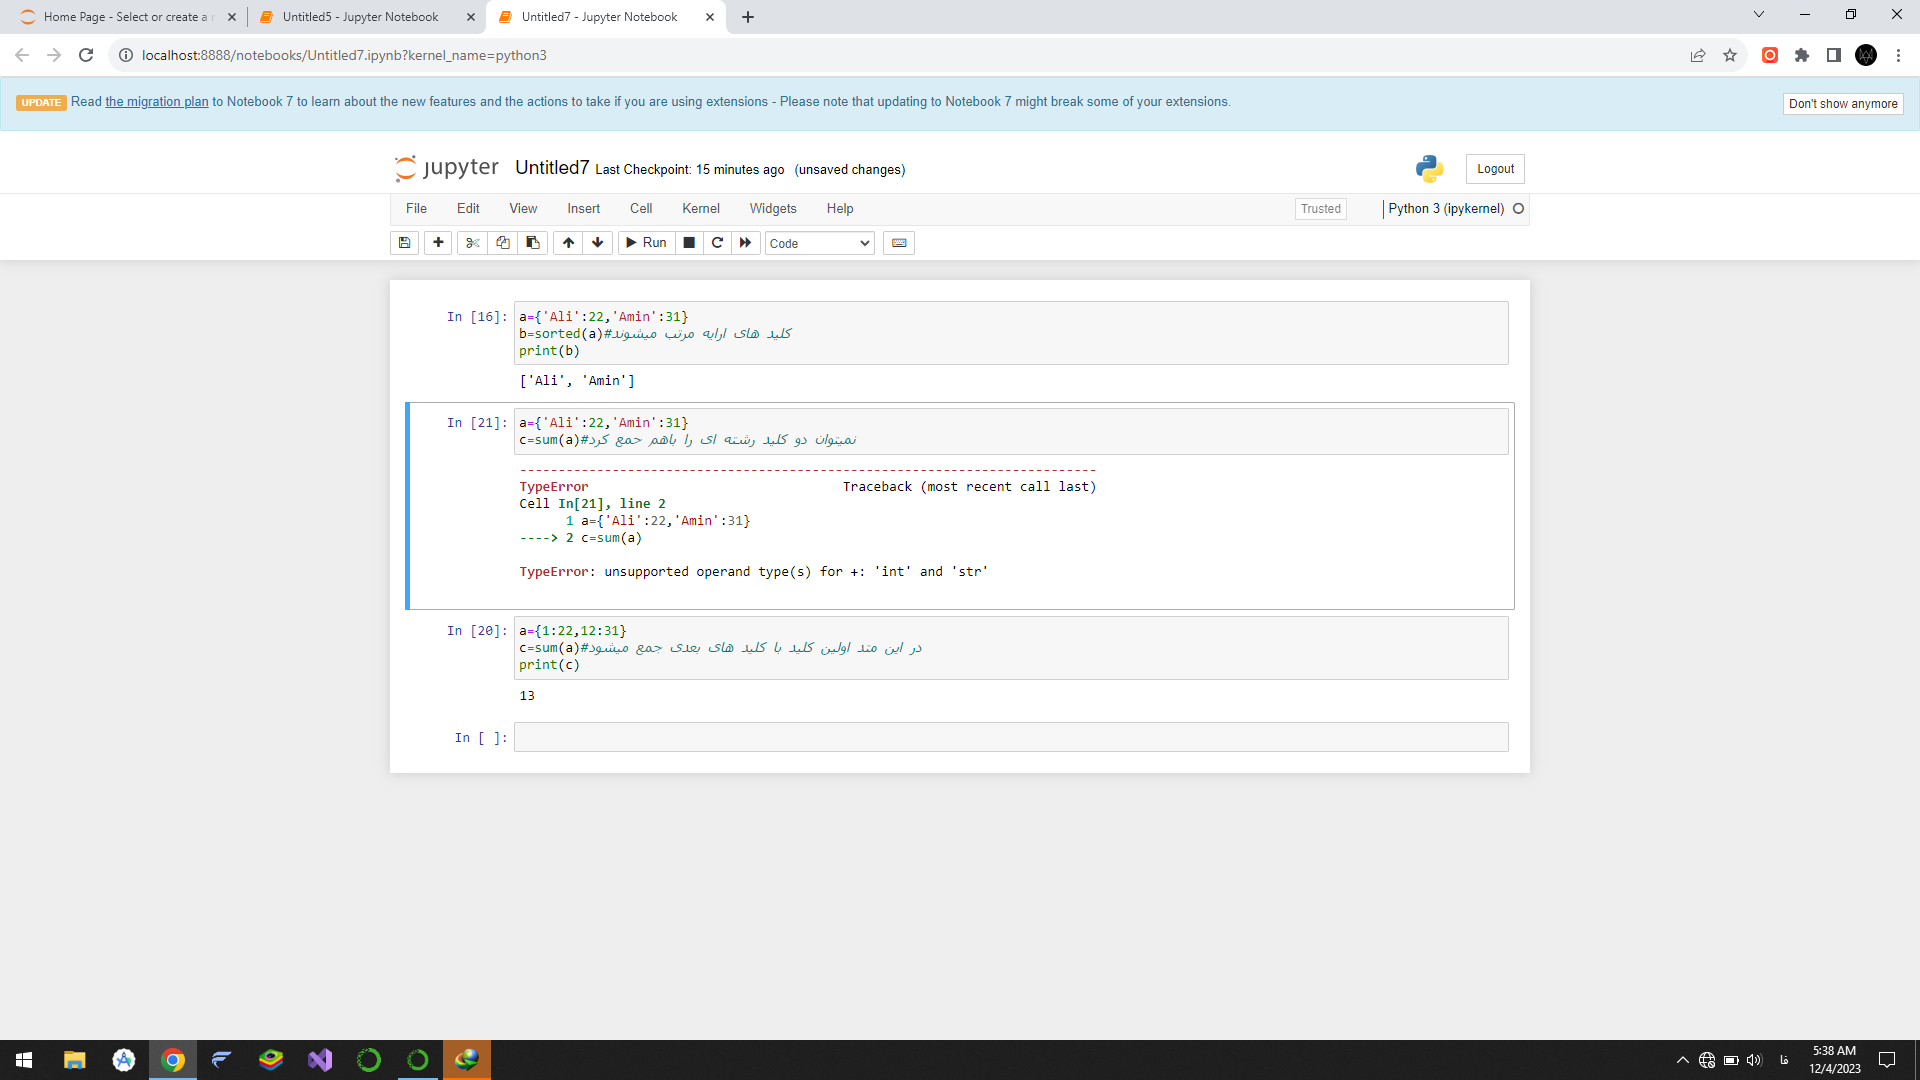 Home Page - Select or create a
Untitled5 - Jupyter Notebook
Untitled7 - Jupyter Notebook
localhost:8888/notebooks/Untitled7.ipynb?kernel_name=python3
UPDATE Read the migration plan to Notebook 7 to learn about the new features and the actions to take if you are using extensions - Please note that updating to Notebook 7 might break some of your extensions.
Don't show anymore
jupyter Untitled7 Last Checkpoint: 15 minutes ago (unsaved changes)
Logout
File Edit View Insert Cell Kernel Widgets Help
Trusted
Python 3 (ipykernel)
Run
Code
In [16]: a={'Ali':22,'Amin':31}
b=sorted(a)#کلید های ارایه مرتب میشوند
print(b)
['Ali', 'Amin']
In [21]: a={'Ali':22,'Amin':31}
c=sum(a)#نمیتوان دو کلید رشته ای را باهم جمع کرد
---------------------------------------------------------------------------
TypeError Traceback (most recent call last)
Cell In[21], line 2
1 a={'Ali':22,'Amin':31}
----> 2 c=sum(a)
TypeError: unsupported operand type(s) for +: 'int' and 'str'
In [20]: a={1:22,12:31}
c=sum(a)#در این متد اولین کلید با کلید های بعدی جمع میشود
print(c)
13
In [ ]:
فا
5:38 AM
12/4/2023